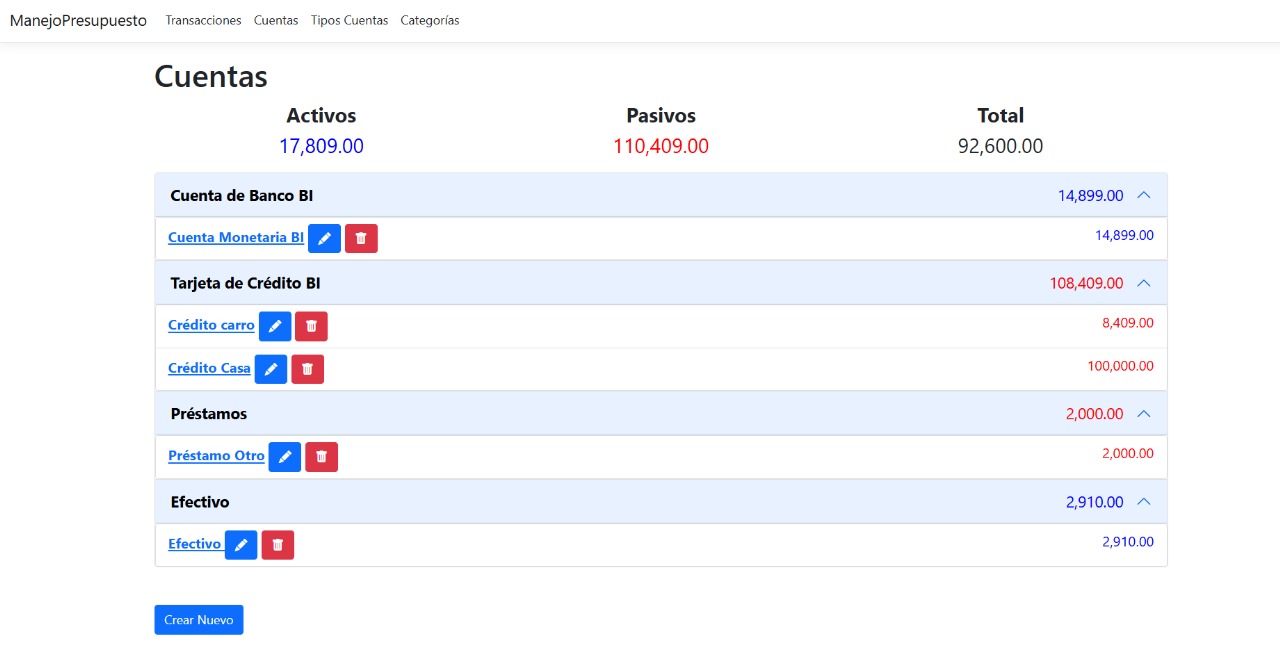 ManejoPresupuesto Transacciones Cuentas Tipos Cuentas Categorías
Cuentas
Activos Pasivos Total
17,809.00 110,409.00 92,600.00
Cuenta de Banco BI 14,899.00
Cuenta Monetaria BI 14,899.00
Tarjeta de Crédito BI 108,409.00
Crédito carro 8,409.00
Crédito Casa 100,000.00
Préstamos 2,000.00
Préstamo Otro 2,000.00
Efectivo 2,910.00
Efectivo 2,910.00
Crear Nuevo